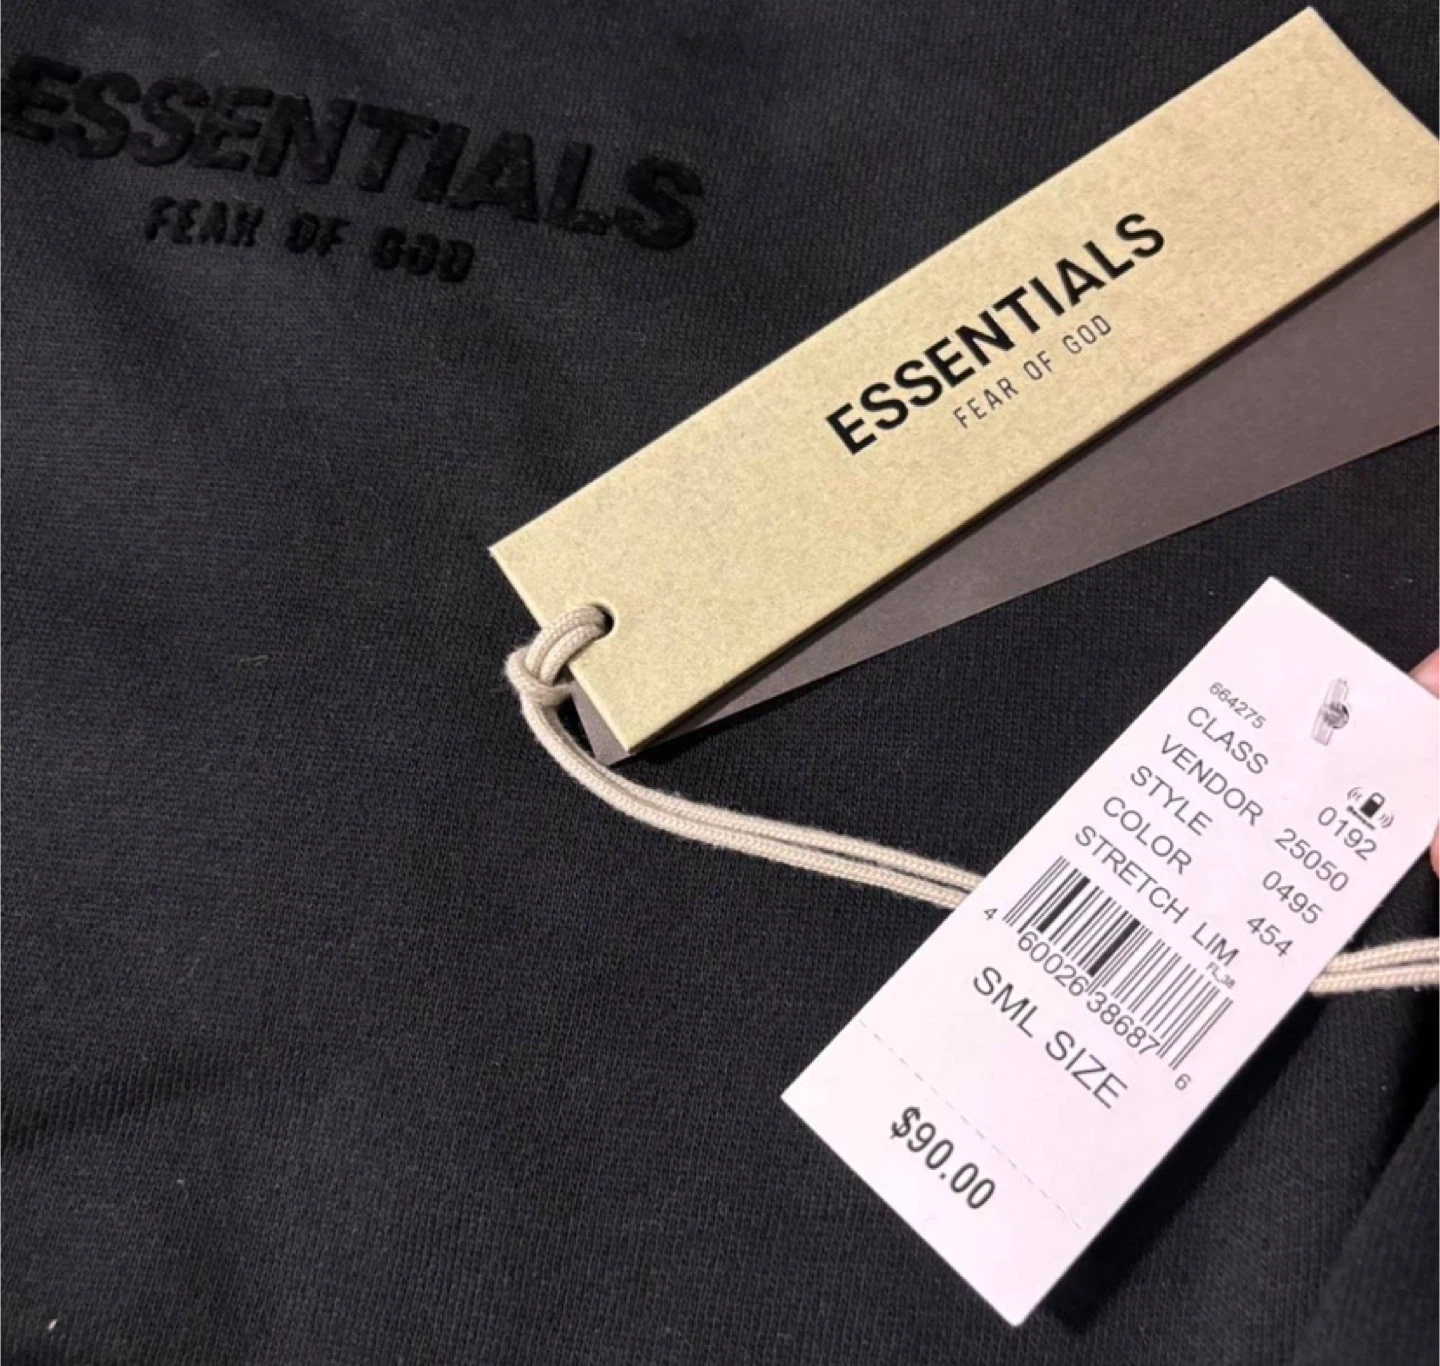 ESSENTIALS
FEAR OF GOD
ESSENTIALS
FEAR OF GOD
664275
CLASS 0192
VENDOR 25050
STYLE 0495
COLOR 454
STRETCH LIM
FL38
4 60026 38687 6
SML SIZE
$90.00